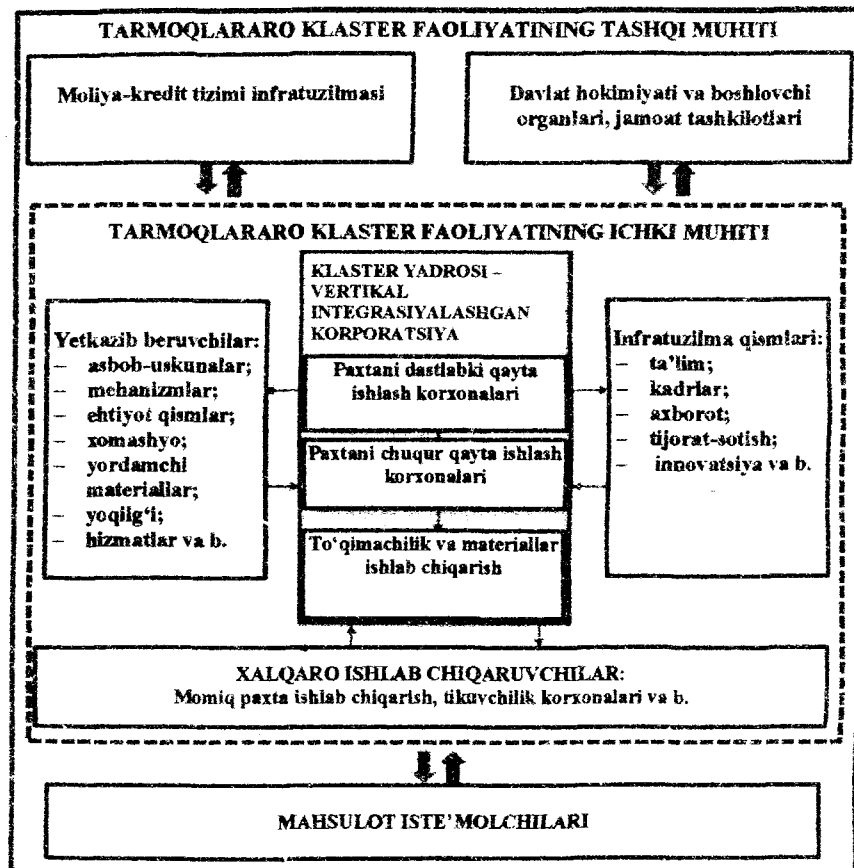 TARMOQLARARO KLASTER FAOLIYATINING TASHQI MUHITI
Moliya-kredit tizimi infratuzilmasi
Davlat hokimiyati va boshlovchi
organlari, jamoat tashkilotlari
TARMOQLARARO KLASTER FAOLIYATINING ICHKI MUHITI
KLASTER YADROSI –
VERTIKAL
INTEGRASIYALASHGAN
KORPORATSIYA
Yetkazib beruvchilar:
– asbob-uskunalar;
– mehanizmlar;
– ehtiyot qismlar;
– xomashyo;
– yordamchi
materiallar;
– yoqilg‘i;
– hizmatlar va b.
Paxtani dastlabki qayta
ishlash korxonalari
Paxtani chuqur qayta ishlash
korxonalari
To‘qimachilik va materiallar
ishlab chiqarish
Infratuzilma qismlari:
– ta’lim;
– kadrlar;
– axborot;
– tijorat-sotish;
– innovatsiya va b.
XALQARO ISHLAB CHIQARUVCHILAR:
Momiq paxta ishlab chiqarish, tikuvchilik korxonalari va b.
MAHSULOT ISTE’MOLCHILARI